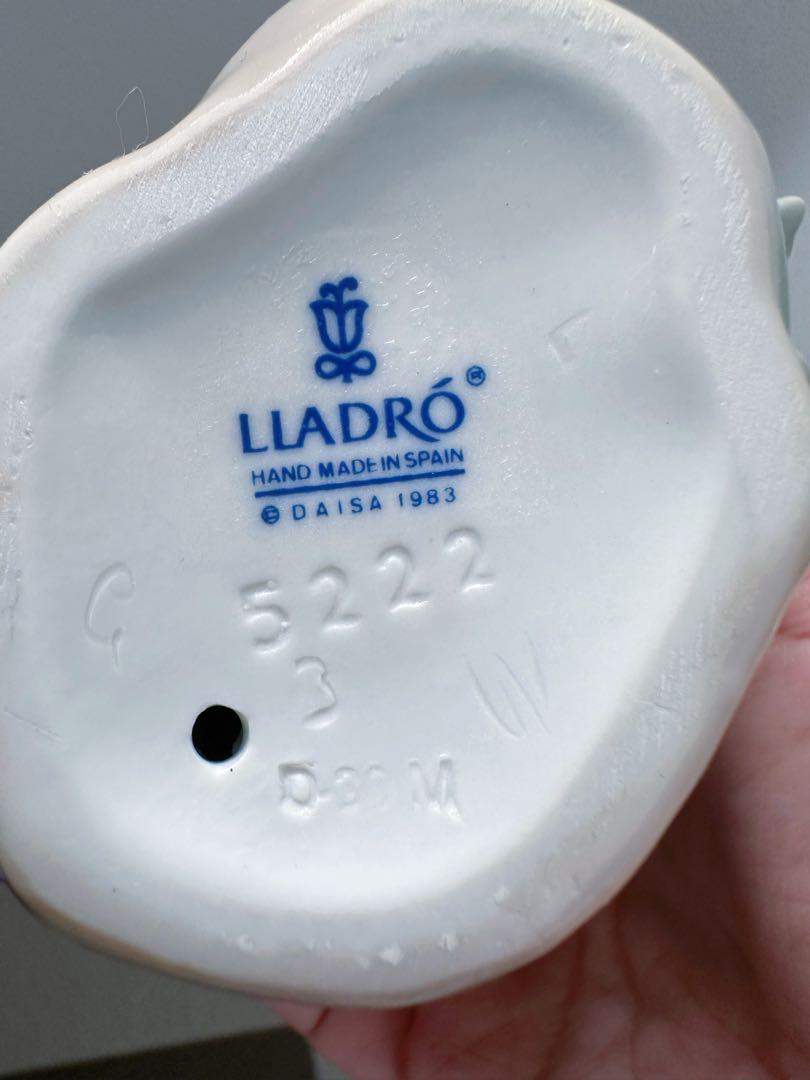 LLADRÓ®
HAND MADE IN SPAIN
© DAISA 1983
5222
G
3
W